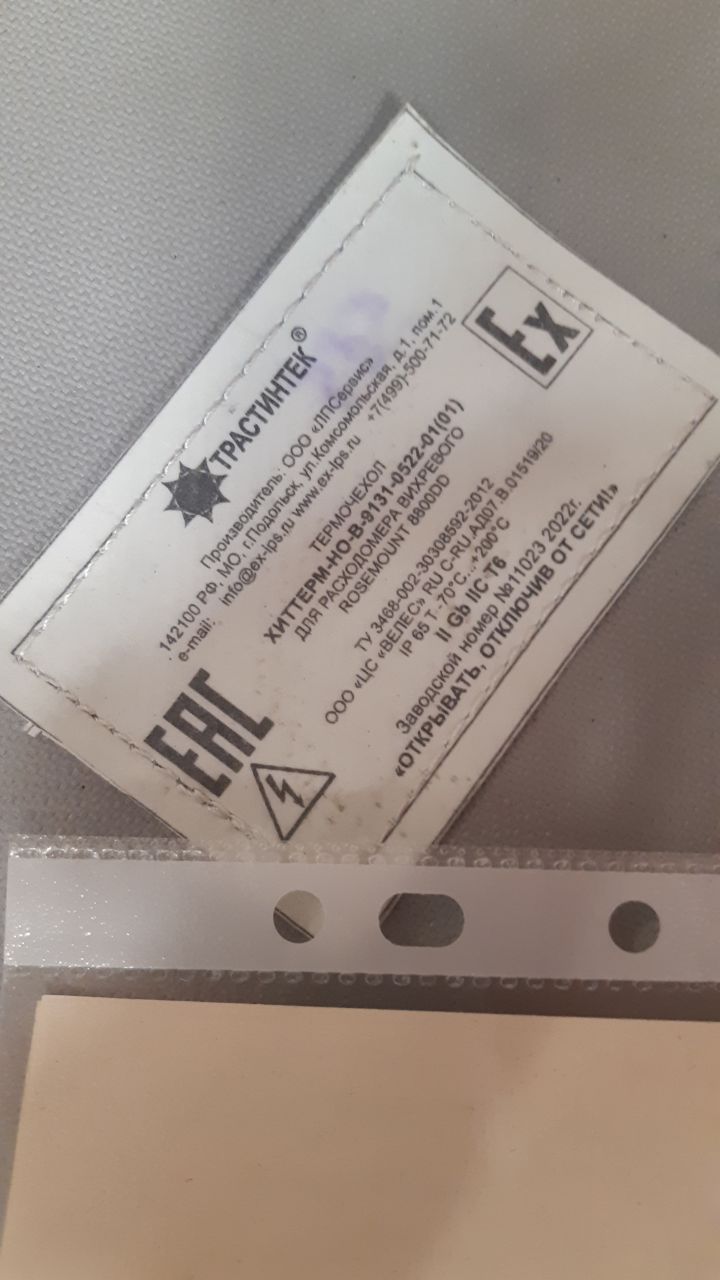 ТРАСТИНТЕК®
Производитель: ООО «ЛПСервис»
142100 РФ, МО, г.Подольск, ул.Комсомольская, д.1, пом.1
e-mail: info@ex-lps.ru www.ex-lps.ru +7(499)-500-71-72
Ex
ТЕРМОЧЕХОЛ
ХИТТЕРМ-НО-В-9131-0522-01(01)
ДЛЯ РАСХОДОМЕРА ВИХРЕВОГО
ROSEMOUNT 8800DD
ТУ 3468-002-30308592-2012
ООО «ЦС «ВЕЛЕС» RU C-RU.АД07.В.01519/20
IP 65 T -70°C...+200°C
II Gb IIC T6
Заводской номер №11023 2022г.
«ОТКРЫВАТЬ, ОТКЛЮЧИВ ОТ СЕТИ!»
EAC